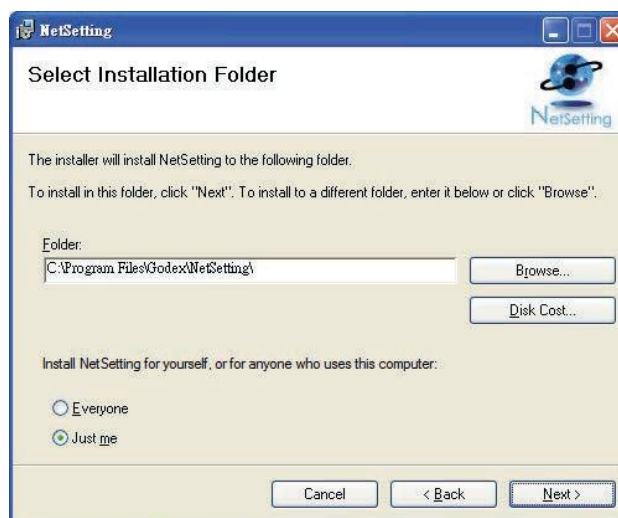 NetSetting
Select Installation Folder
NetSetting
The installer will install NetSetting to the following folder.
To install in this folder, click "Next". To install to a different folder, enter it below or click "Browse".
Folder:
C:\Program Files\Godex\NetSetting\
Browse...
Disk Cost...
Install NetSetting for yourself, or for anyone who uses this computer:
Everyone
Just me
Cancel
< Back
Next >